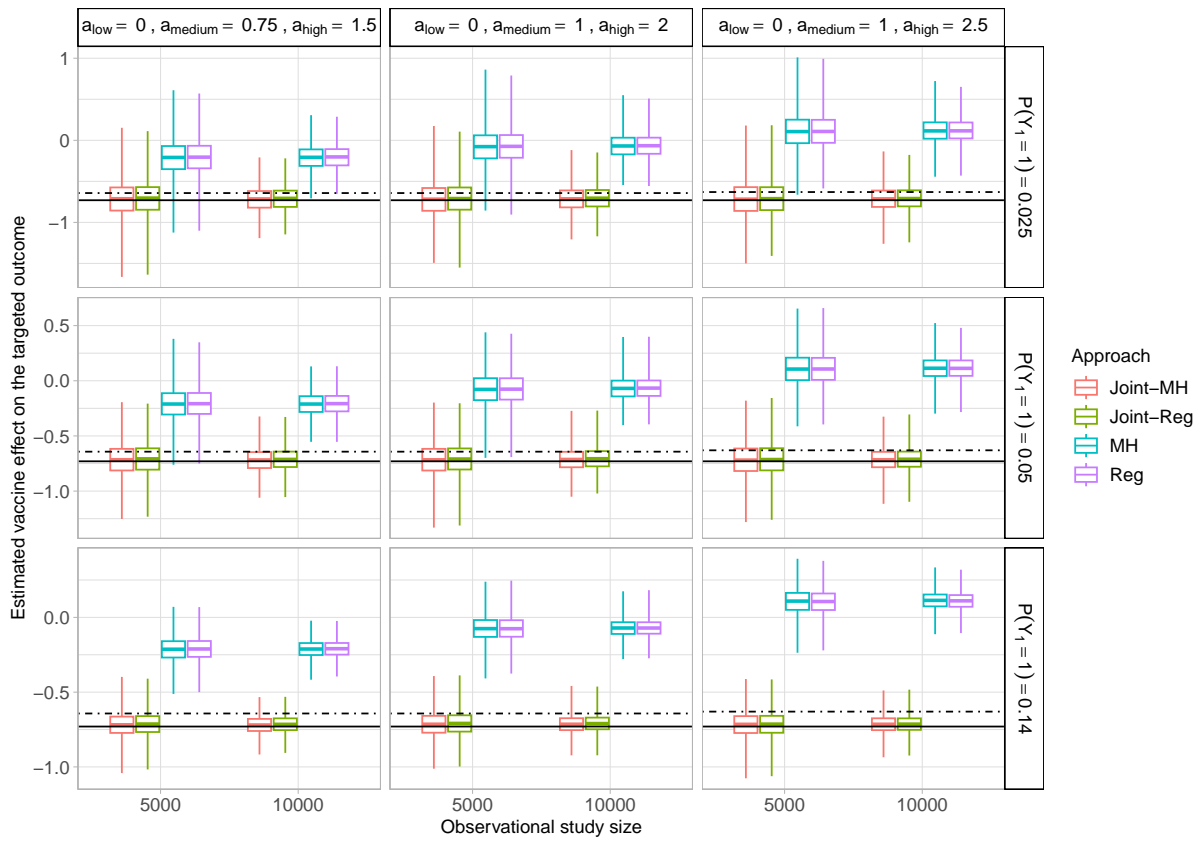 a_low = 0 , a_medium = 0.75 , a_high = 1.5
a_low = 0 , a_medium = 1 , a_high = 2
a_low = 0 , a_medium = 1 , a_high = 2.5
1
0
−1
P(Y₁ = 1) = 0.025
0.5
0.0
−0.5
−1.0
P(Y₁ = 1) = 0.05
0.0
−0.5
−1.0
P(Y₁ = 1) = 0.14
5000
10000
5000
10000
5000
10000
Observational study size
Estimated vaccine effect on the targeted outcome
Approach
Joint−MH
Joint−Reg
MH
Reg